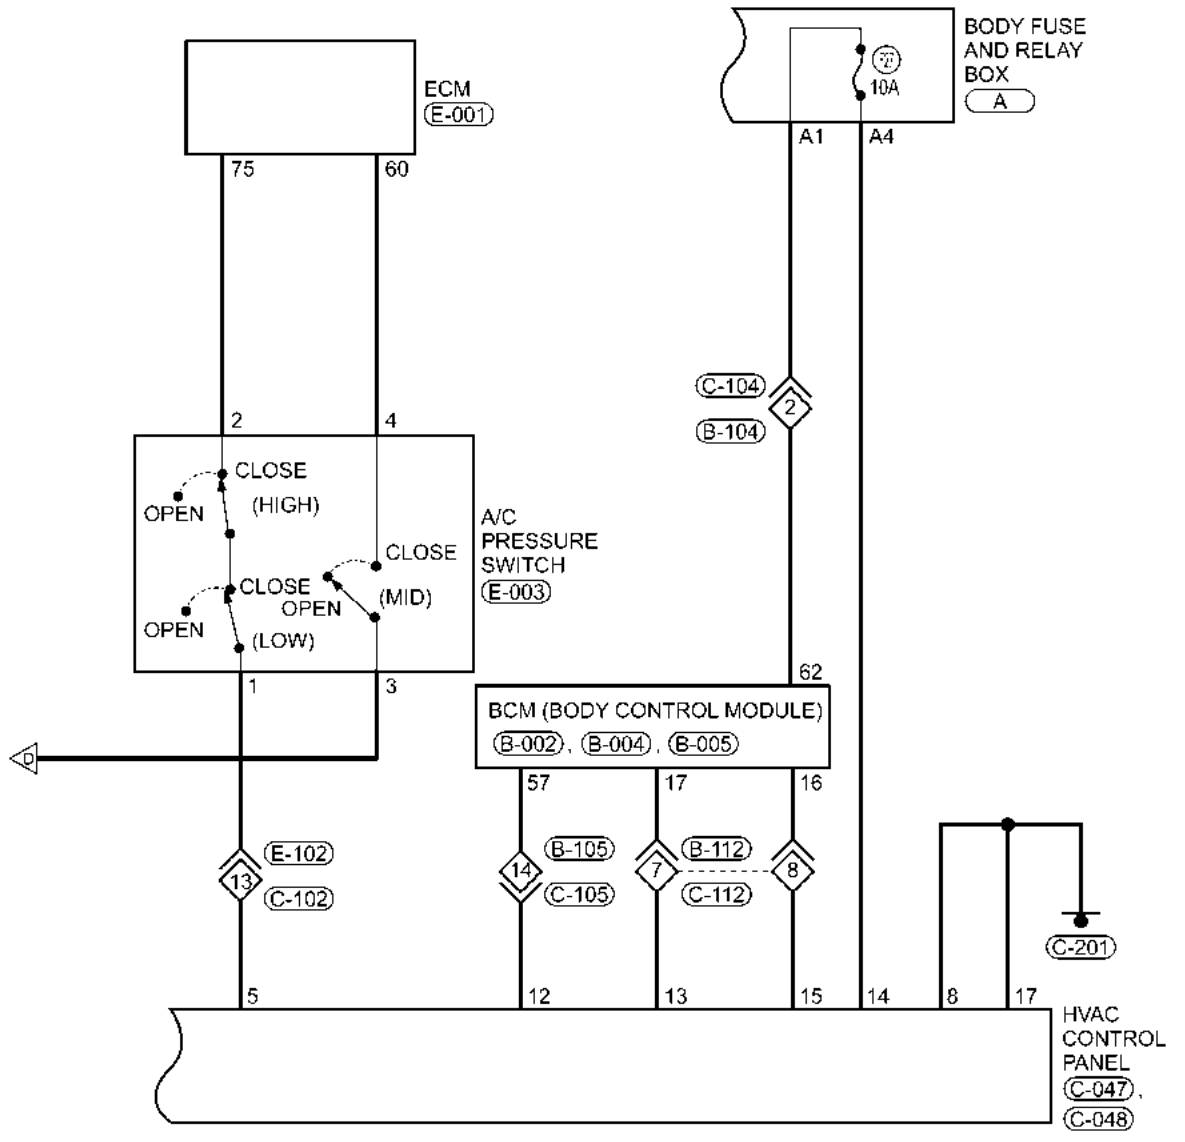 BODY FUSE
AND RELAY
BOX
A
10A
A1
A4
ECM
E-001
75
60
C-104
2
B-104
2
4
CLOSE
OPEN
(HIGH)
CLOSE
OPEN
(LOW)
CLOSE
OPEN
(MID)
A/C
PRESSURE
SWITCH
E-003
1
3
62
BCM (BODY CONTROL MODULE)
B-002, B-004, B-005
57
17
16
D
E-102
13
C-102
14
B-105
C-105
7
B-112
C-112
8
C-201
5
12
13
15
14
8
17
HVAC
CONTROL
PANEL
C-047,
C-048